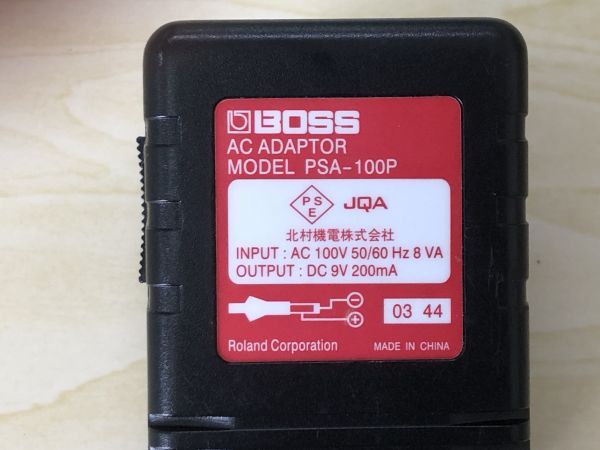 BOSS
AC ADAPTOR
MODEL PSA-100P
PSE JQA
北村機電株式会社
INPUT : AC 100V 50/60 Hz 8 VA
OUTPUT : DC 9V 200mA
03 44
Roland Corporation MADE IN CHINA